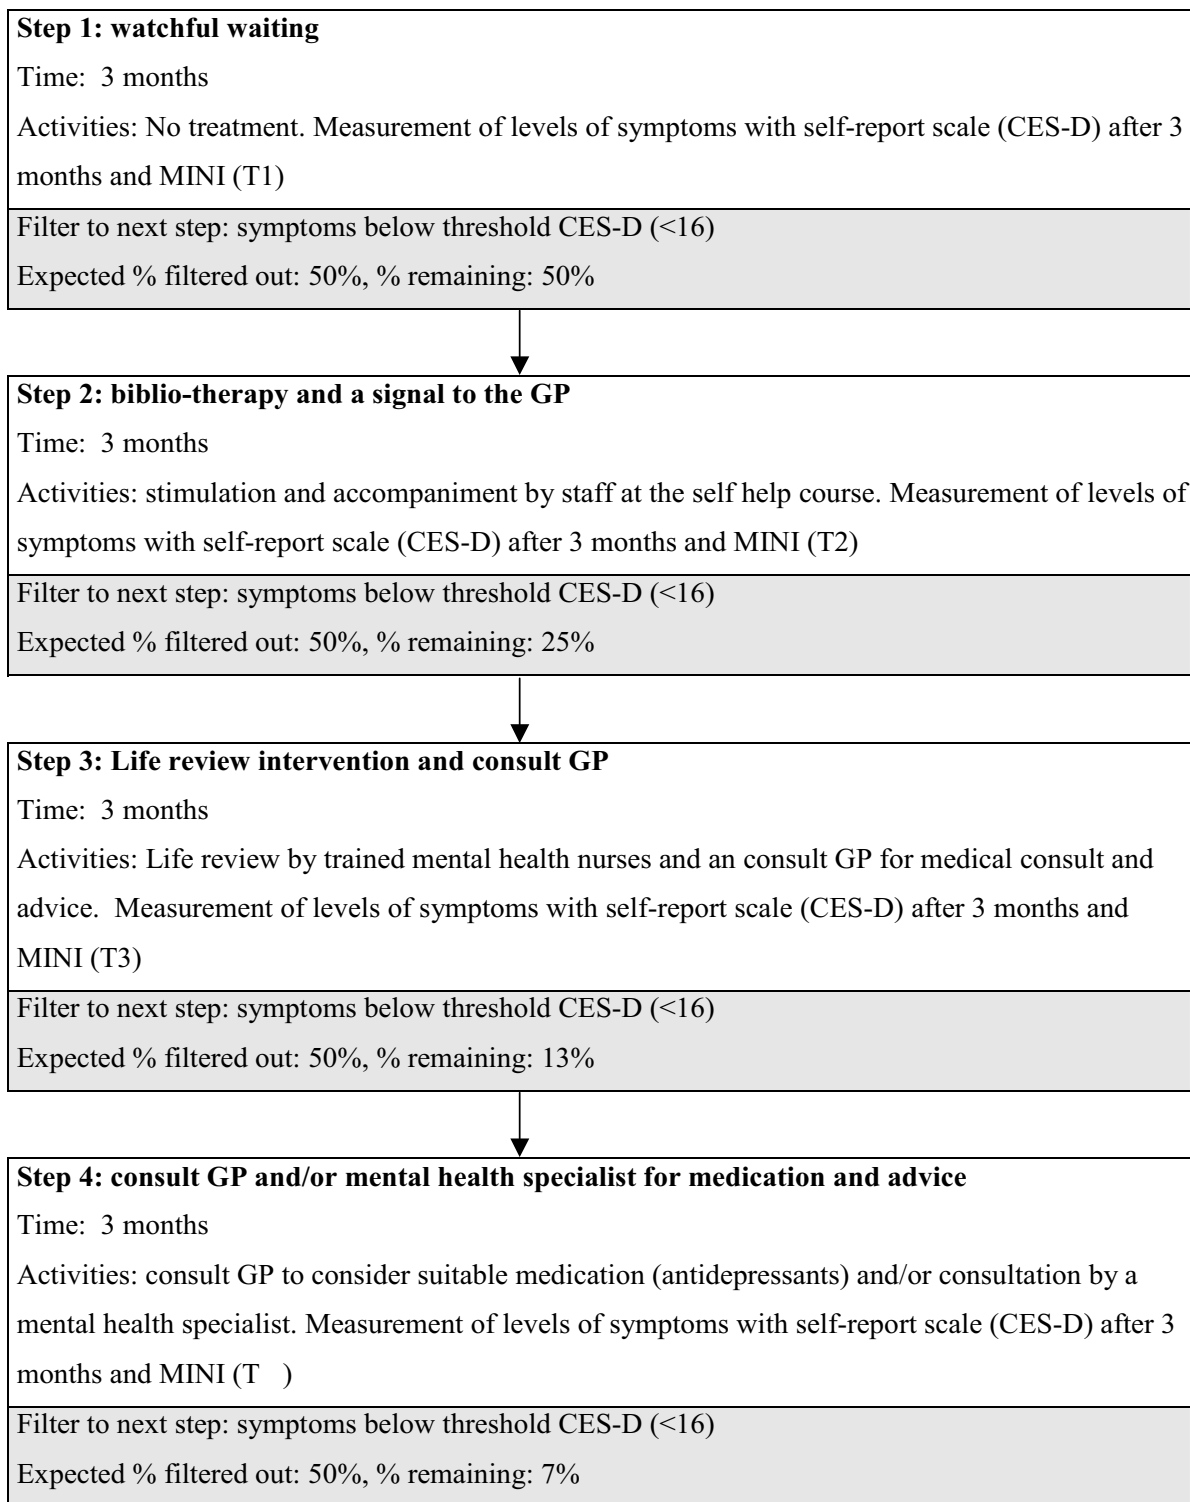 Step 1: watchful waiting
Time: 3 months
Activities: No treatment. Measurement of levels of symptoms with self-report scale (CES-D) after 3
months and MINI (T1)
Filter to next step: symptoms below threshold CES-D (<16)
Expected % filtered out: 50%, % remaining: 50%
Step 2: biblio-therapy and a signal to the GP
Time: 3 months
Activities: stimulation and accompaniment by staff at the self help course. Measurement of levels of
symptoms with self-report scale (CES-D) after 3 months and MINI (T2)
Filter to next step: symptoms below threshold CES-D (<16)
Expected % filtered out: 50%, % remaining: 25%
Step 3: Life review intervention and consult GP
Time: 3 months
Activities: Life review by trained mental health nurses and an consult GP for medical consult and
advice. Measurement of levels of symptoms with self-report scale (CES-D) after 3 months and
MINI (T3)
Filter to next step: symptoms below threshold CES-D (<16)
Expected % filtered out: 50%, % remaining: 13%
Step 4: consult GP and/or mental health specialist for medication and advice
Time: 3 months
Activities: consult GP to consider suitable medication (antidepressants) and/or consultation by a
mental health specialist. Measurement of levels of symptoms with self-report scale (CES-D) after 3
months and MINI (T )
Filter to next step: symptoms below threshold CES-D (<16)
Expected % filtered out: 50%, % remaining: 7%